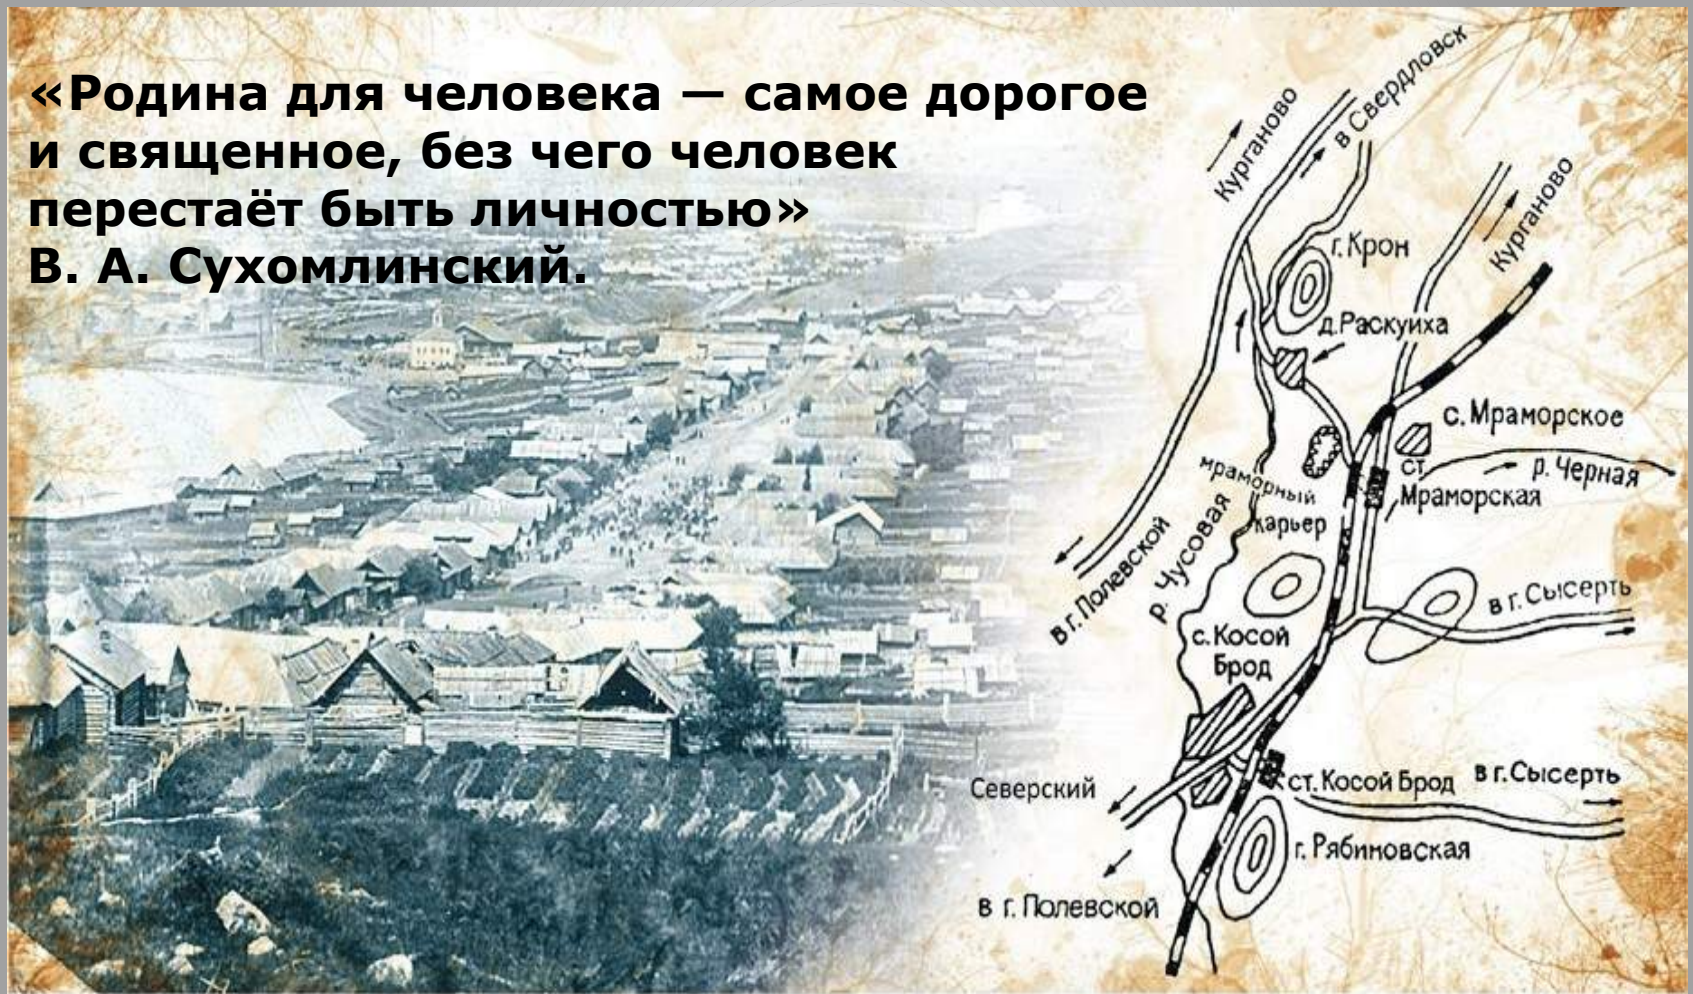 «Родина для человека — самое дорогое
и священное, без чего человек
перестаёт быть личностью»
В. А. Сухомлинский.
Курганово
в Свердловск
Курганово
г. Крон
д. Раскуиха
с. Мраморское
р. Черная
ст.
Мраморская
мраморный
карьер
р. Чусовая
в г. Полевской
в г. Сысерть
с. Косой
Брод
Северский
ст. Косой Брод
в г. Сысерть
г. Рябиновская
в г. Полевской